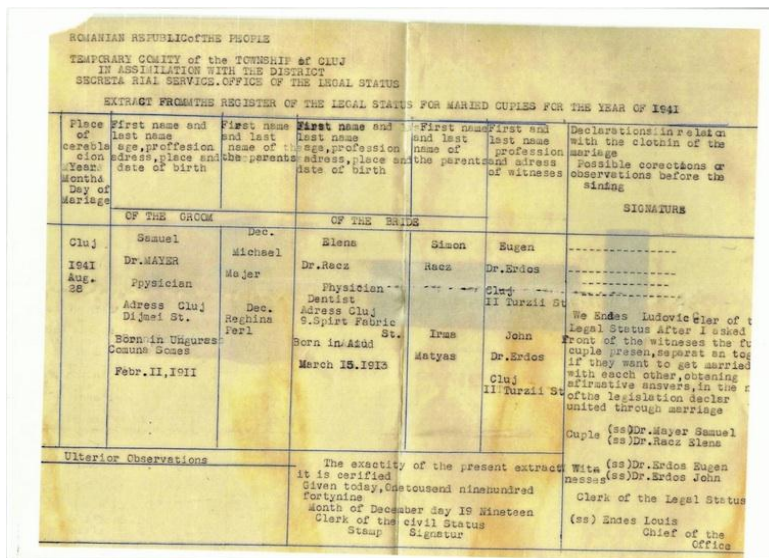 ROMANIAN REPUBLICofTHE PEOPLE
TEMPORARY COMITY of the TOWNSHIP of CLUJ
IN ASSIMILATION WITH THE DISTRICT
SECRETA RIAL SERVICE.OFFICE OF THE LEGAL STATUS
EXTRACT FROMMTHS REGISTER OF THE LEGAL STATUS FOR MARIED CUPLES FOR THE YEAR OF 1941
Place
of
cerebla
cion
Year
Month&
Day of
Mariage
First name and
last name
age,proffesion
adress,place and
date of birth
First name
and last
name of th
the parents
First name and
last name
age,profession
adress,place and
date of birth
First name
and last
name of
the parents
First and
last name
profession
and adress
of witnesses
Declarations in relaion
with the clothin of the
mariage
Possible corections or
observations before the
sining
SIGNATURE
OF THE GROOM
OF THE BRIDE
Cluj
1941
Aug.
28
Samuel
Dr.MAYER
Ppysician
Adress Cluj
Dijmei St.
Born in Unguras
Comuna Somes
Febr.II,1911
Dec.
Michael
Majer
Dec.
Reghina
Perl
Elena
Dr.Racz
Physician
Dentist
Adress Cluj
9.Spirt Fabric
St.
Born in Aiud
March 15.1913
Simon
Racz
Irma
Matyas
Eugen
Dr.Erdos
Cluj
II Turzii St
John
Dr.Erdos
Cluj
II Turzii St
We Endes Ludovic cler of t
Legal Status After I asked
front of the witnesses the fu
cuple presen,separat an tog
if they want to get married
with eacch other,obtening
afirmative ansvers,in the n
ofthe legislation declar
united through marriage
Cuple (ss)Dr.Mayer Samuel
(ss)Dr.Racz Elena
Wite (ss)Dr.Erdos Eugen
nesses(ss)Dr.Erdos John
Clerk of the Legal Status
(ss) Endes Louis
Chief of the
Office
Ulterior Observations
The exactity of the present extract
it is cerified
Given today,Onetousend ninehundred
fortynine
Month of December day 19 Nineteen
Clerk of the civil Status
Stamp Signatur